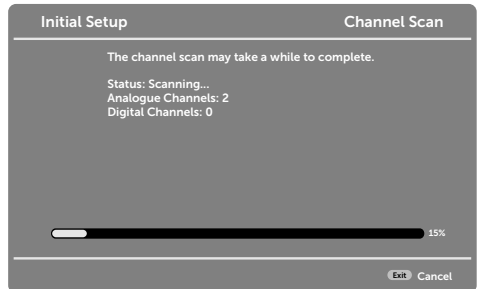 Initial Setup Channel Scan
The channel scan may take a while to complete.
Status: Scanning...
Analogue Channels: 2
Digital Channels: 0
15%
Exit Cancel